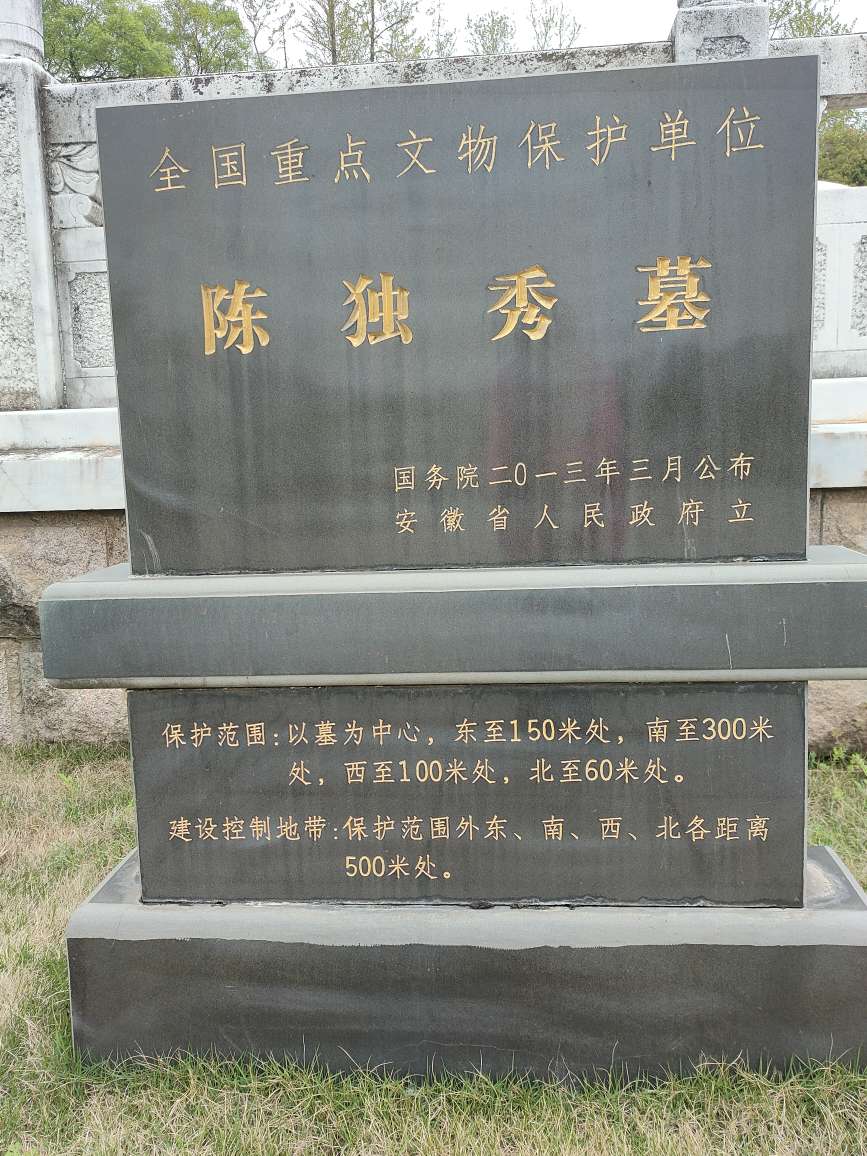 全国重点文物保护单位
陈独秀墓
国务院二〇一三年三月公布
安徽省人民政府立
保护范围:以墓为中心，东至150米处，南至300米
处，西至100米处，北至60米处。
建设控制地带:保护范围外东、南、西、北各距离
500米处。